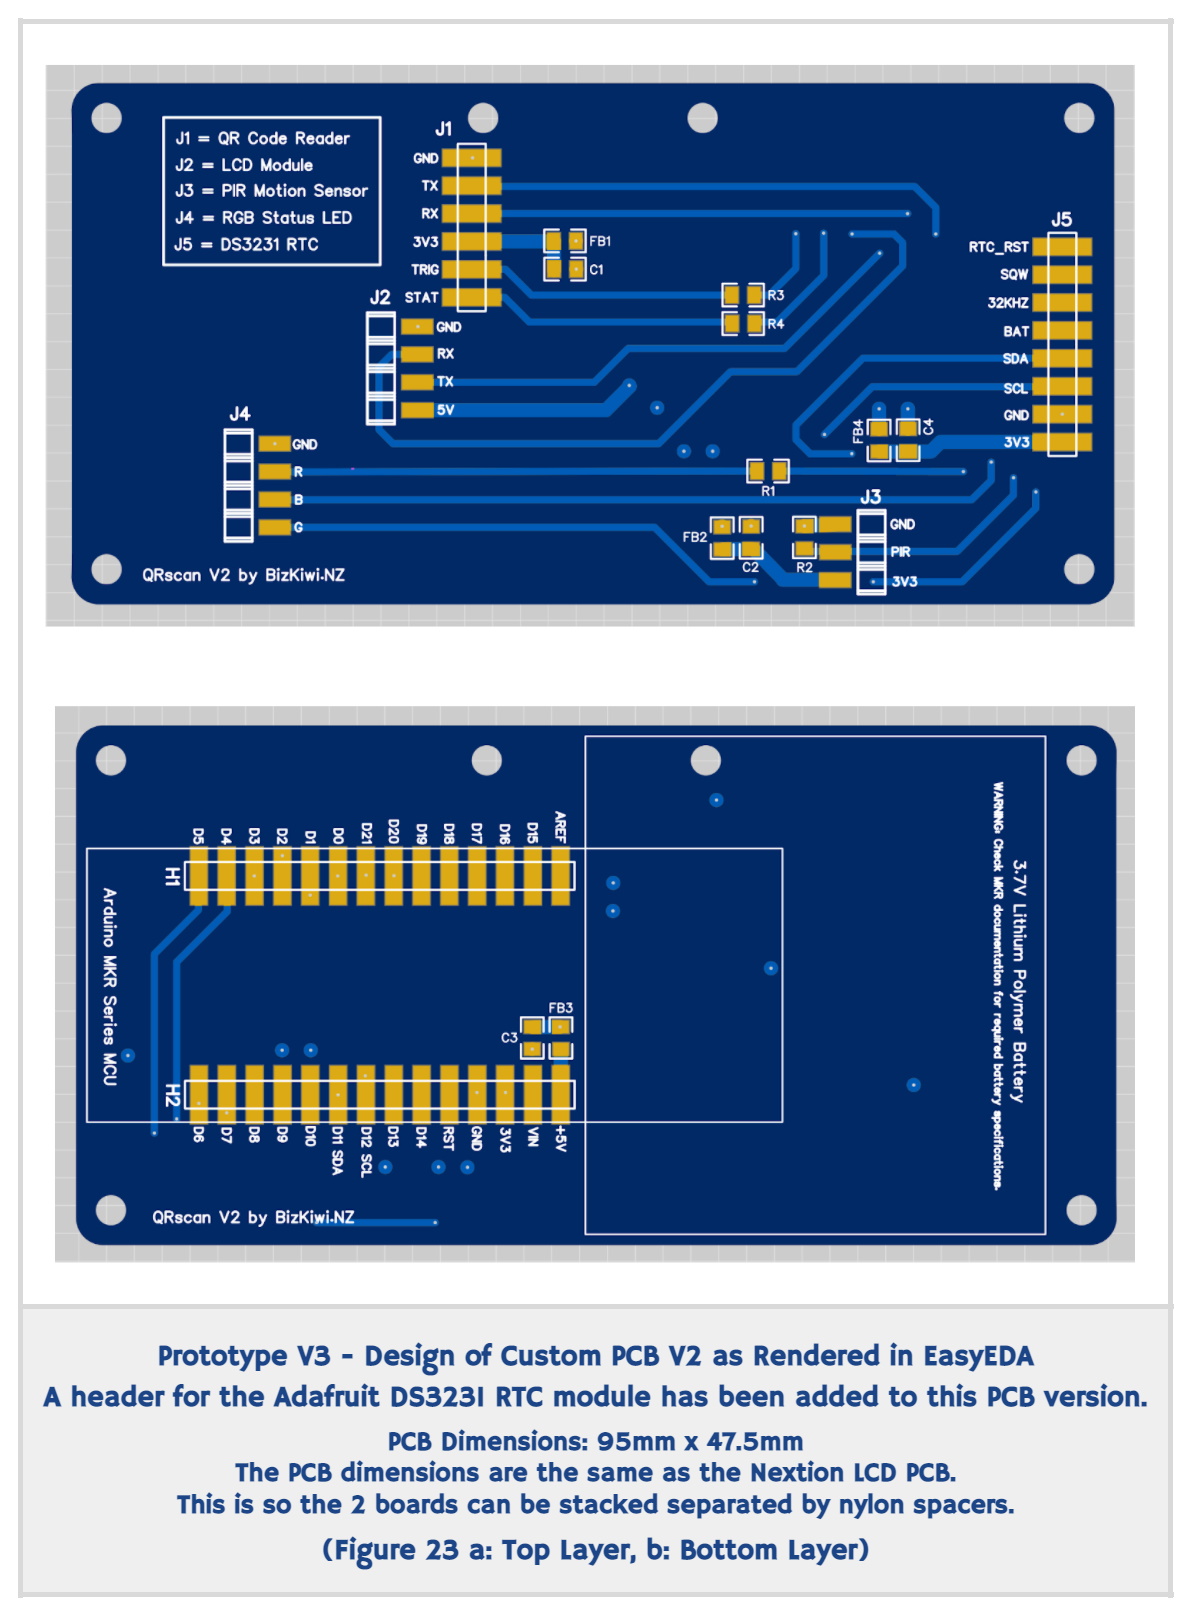 J1 = QR Code Reader
J2 = LCD Module
J3 = PIR Motion Sensor
J4 = RGB Status LED
J5 = DS3231 RTC
J1
GND
TX
RX
3V3
TRIG
STAT
FB1
C1
J2
GND
RX
TX
5V
R3
R4
J5
RTC_RST
SQW
32KHZ
BAT
SDA
SCL
GND
3V3
FB4
C4
J4
GND
R
B
G
R1
J3
GND
PIR
3V3
FB2
C2
R2
QRscan V2 by BizKiwi.NZ
D5
D4
D3
D2
D1
D0
D21
D20
D19
D18
D17
D16
D15
AREF
H1
Arduino MKR Series MCU
C3
FB3
H2
D6
D7
D8
D9
D10
D11 SDA
D12 SCL
D13
D14
RST
GND
3V3
VIN
+5V
3.7V Lithium Polymer Battery
WARNING: Check MKR documentation for required battery specifications.
QRscan V2 by BizKiwi.NZ
Prototype V3 - Design of Custom PCB V2 as Rendered in EasyEDA
A header for the Adafruit DS3231 RTC module has been added to this PCB version.
PCB Dimensions: 95mm x 47.5mm
The PCB dimensions are the same as the Nextion LCD PCB.
This is so the 2 boards can be stacked separated by nylon spacers.
(Figure 23 a: Top Layer, b: Bottom Layer)